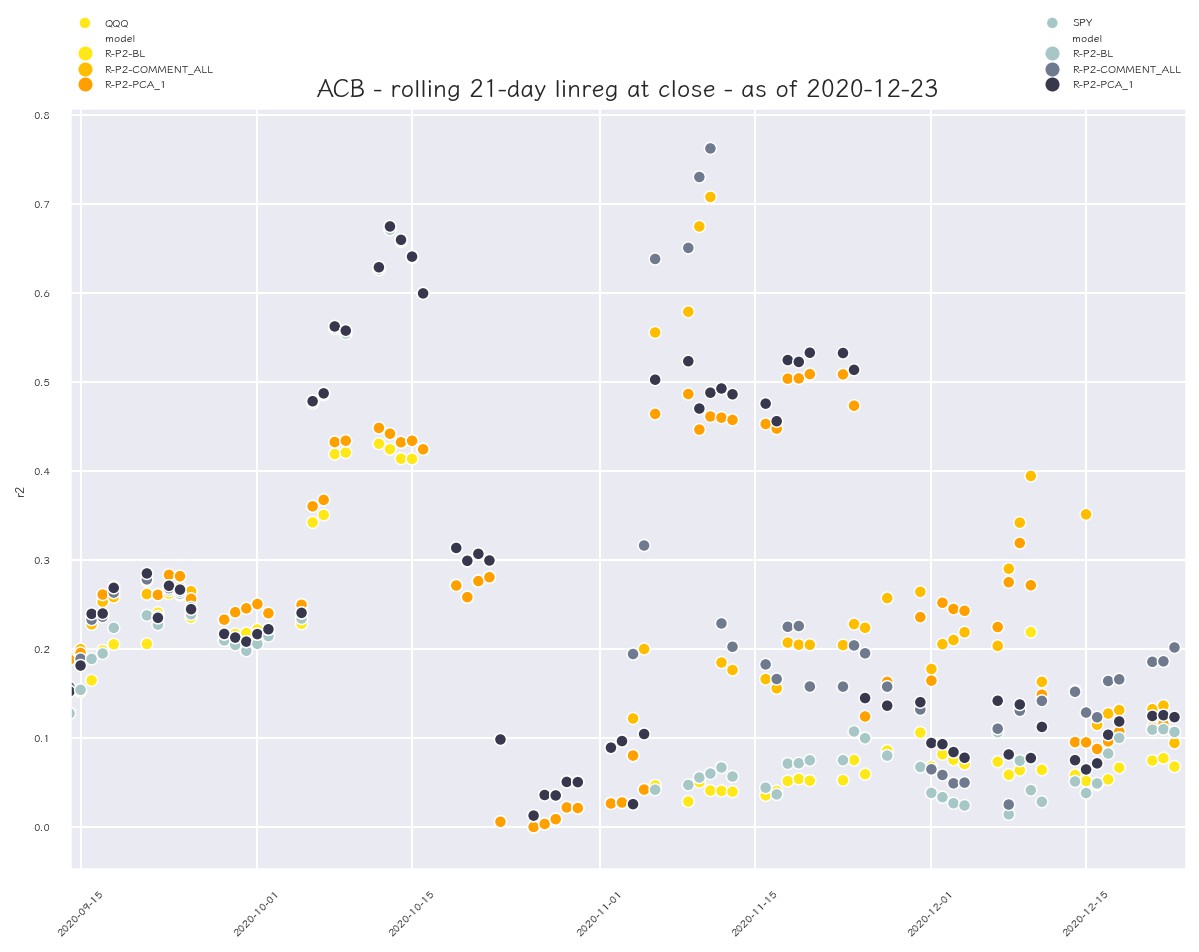 QQQ
model
R-P2-BL
R-P2-COMMENT_ALL
R-P2-PCA_1
SPY
model
R-P2-BL
R-P2-COMMENT_ALL
R-P2-PCA_1
ACB - rolling 21-day linreg at close - as of 2020-12-23
0.8
0.7
0.6
0.5
0.4
0.3
0.2
0.1
0.0
r2
2020-09-15
2020-10-01
2020-10-15
2020-11-01
2020-11-15
2020-12-01
2020-12-15